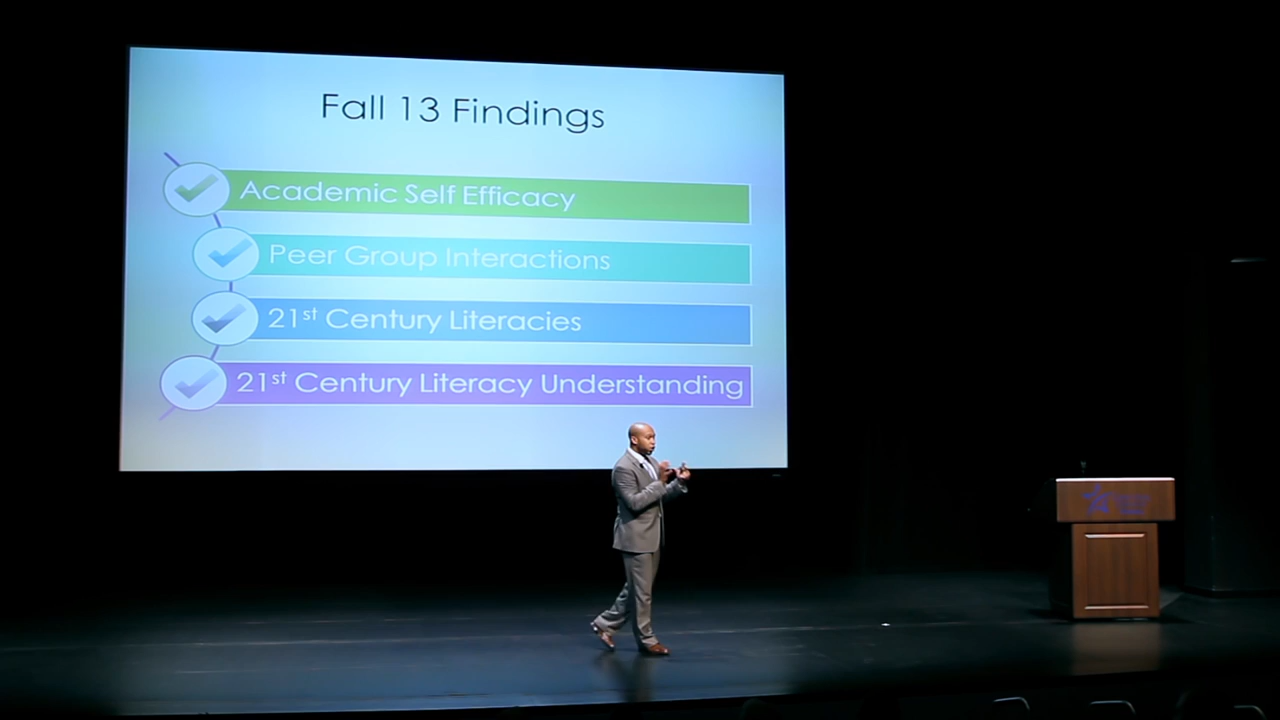 Fall 13 Findings
Academic Self Efficacy
Peer Group Interactions
21st Century Literacies
21st Century Literacy Understanding